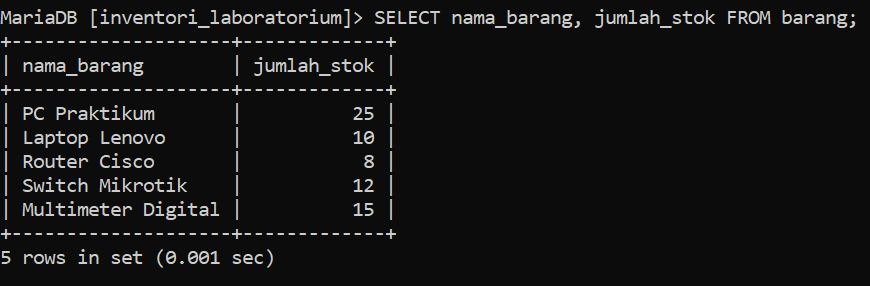 MariaDB [inventori_laboratorium]> SELECT nama_barang, jumlah_stok FROM barang;
+--------------------+-------------+
| nama_barang        | jumlah_stok |
+--------------------+-------------+
| PC Praktikum       |          25 |
| Laptop Lenovo      |          10 |
| Router Cisco       |           8 |
| Switch Mikrotik    |          12 |
| Multimeter Digital |          15 |
+--------------------+-------------+
5 rows in set (0.001 sec)